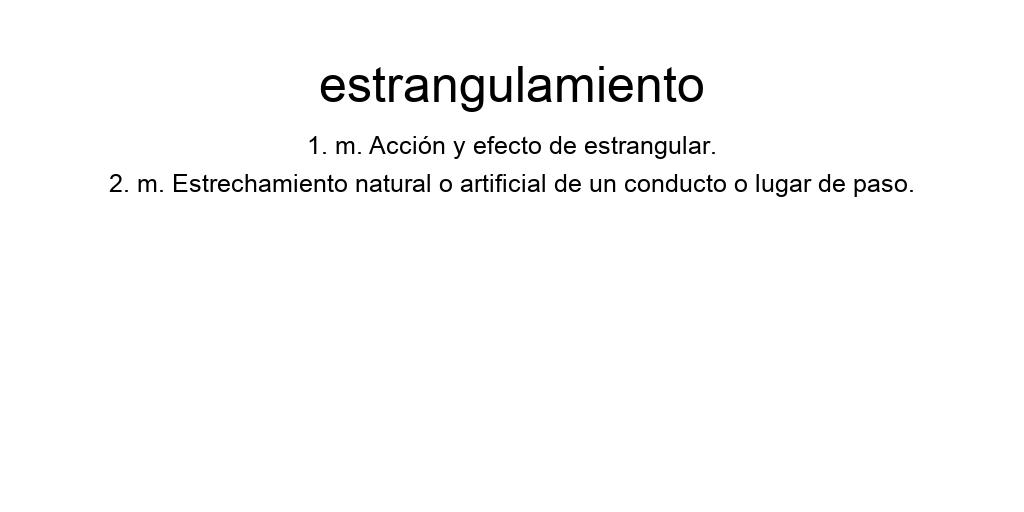 estrangulamiento
1. m. Acción y efecto de estrangular.
2. m. Estrechamiento natural o artificial de un conducto o lugar de paso.